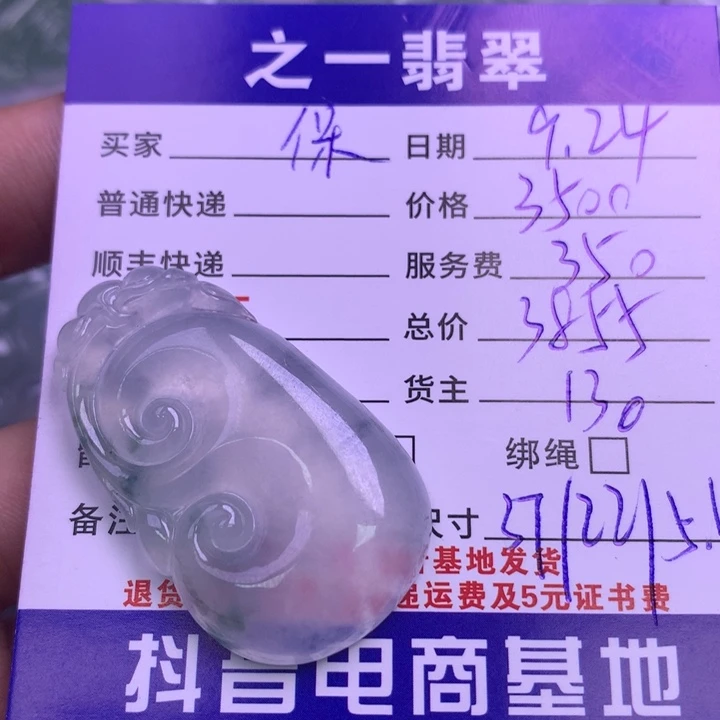 之一翡翠
买家 保 日期 9.24
普通快递 价格 3500
顺丰快递 服务费 350
总价 3855
货主 130
绑绳
备注 尺寸 57/22/5.
基地发货
退货 递运费及5元证书费
抖音电商基地